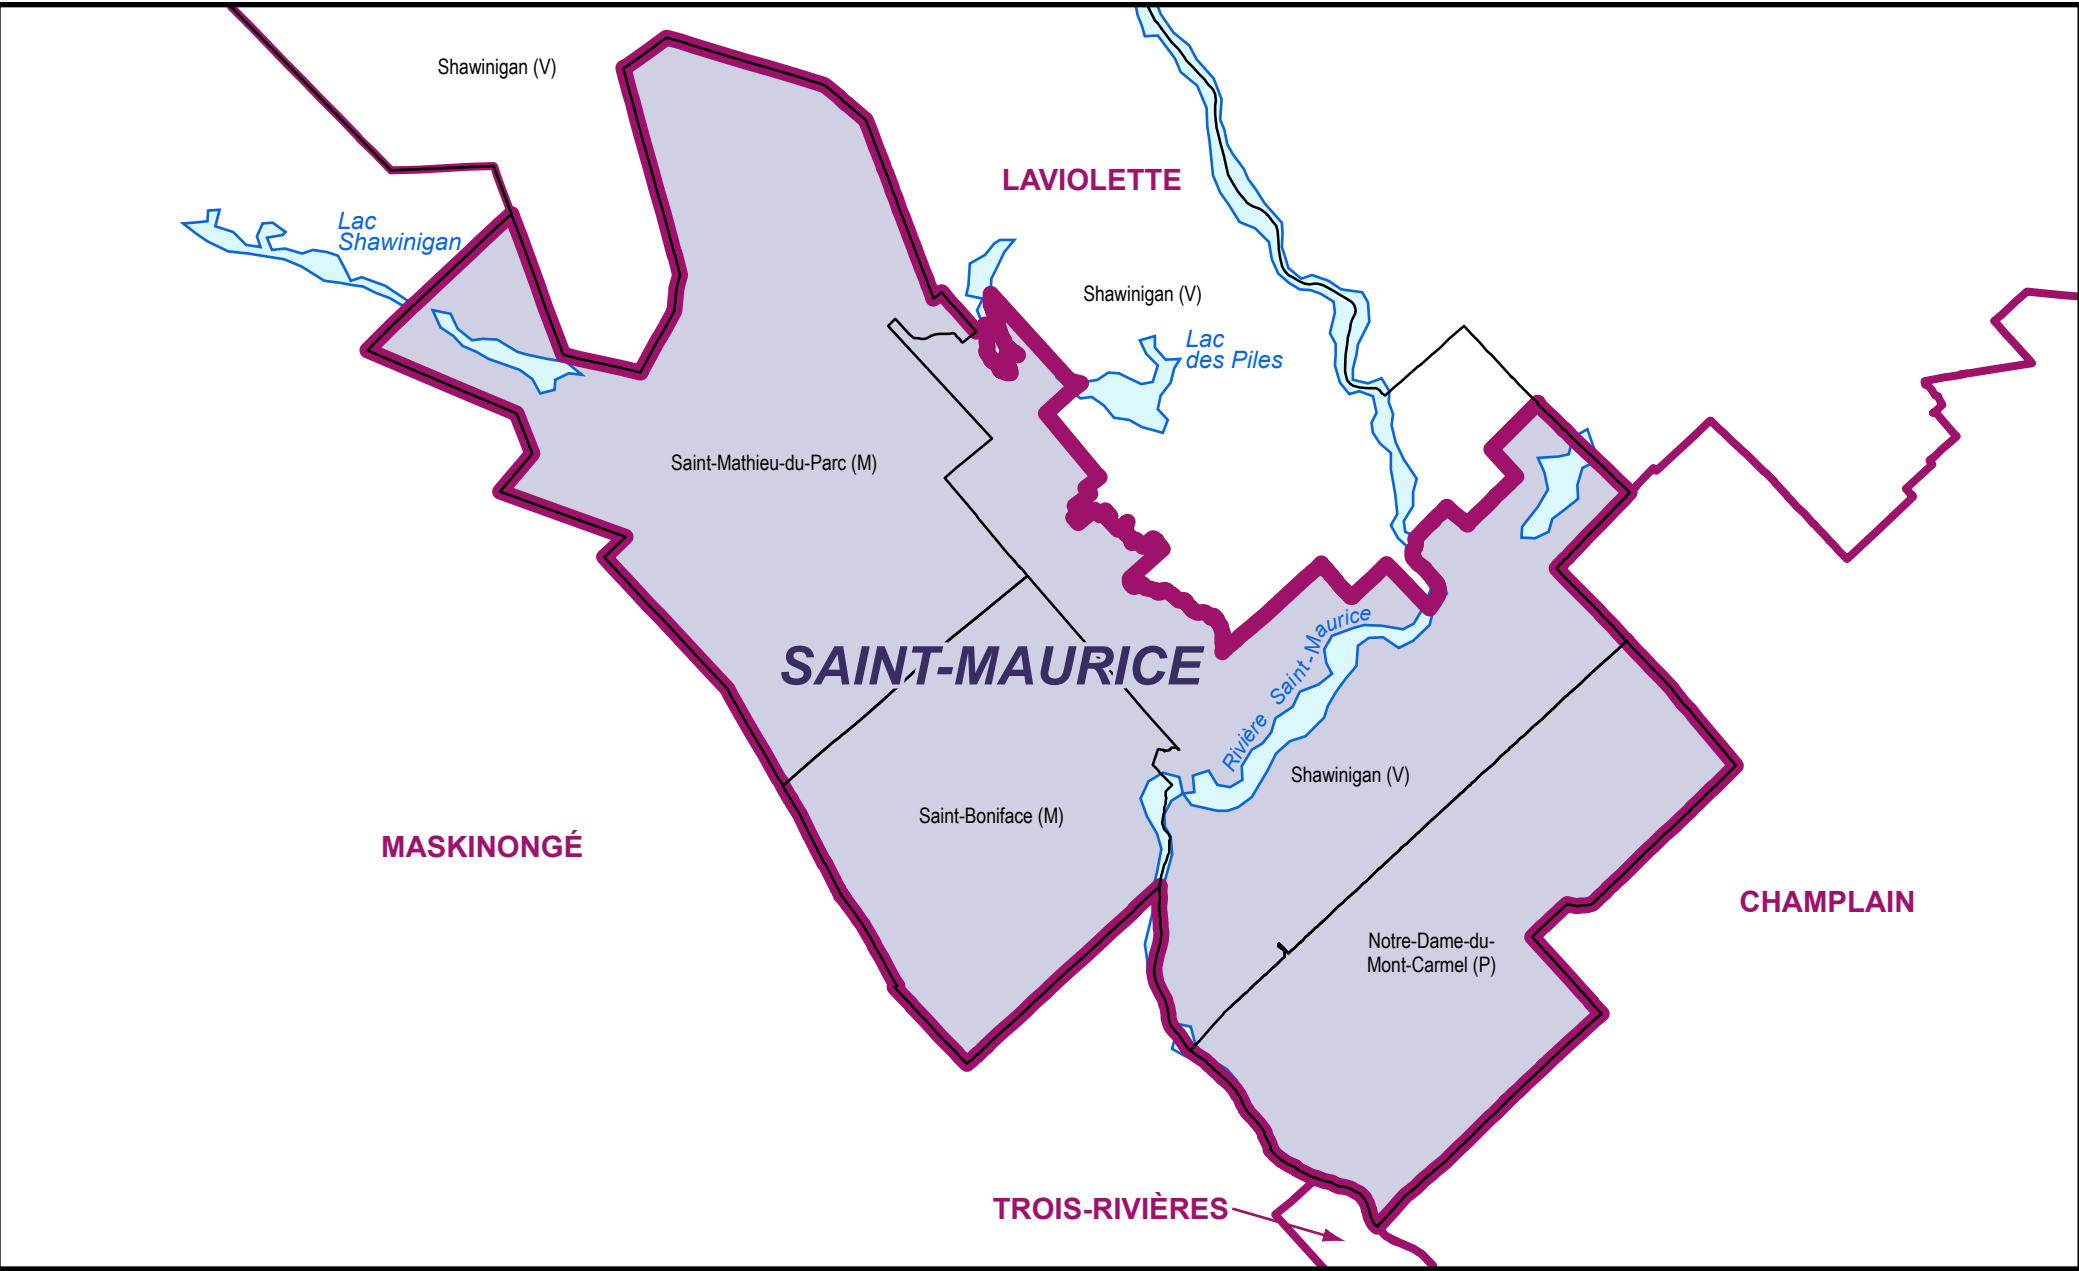 Shawinigan (V)
LAVIOLETTE
Lac
Shawinigan
Shawinigan (V)
Lac
des Piles
Saint-Mathieu-du-Parc (M)
SAINT-MAURICE
Rivière Saint-Maurice
Shawinigan (V)
Saint-Boniface (M)
MASKINONGÉ
CHAMPLAIN
Notre-Dame-du-
Mont-Carmel (P)
TROIS-RIVIÈRES